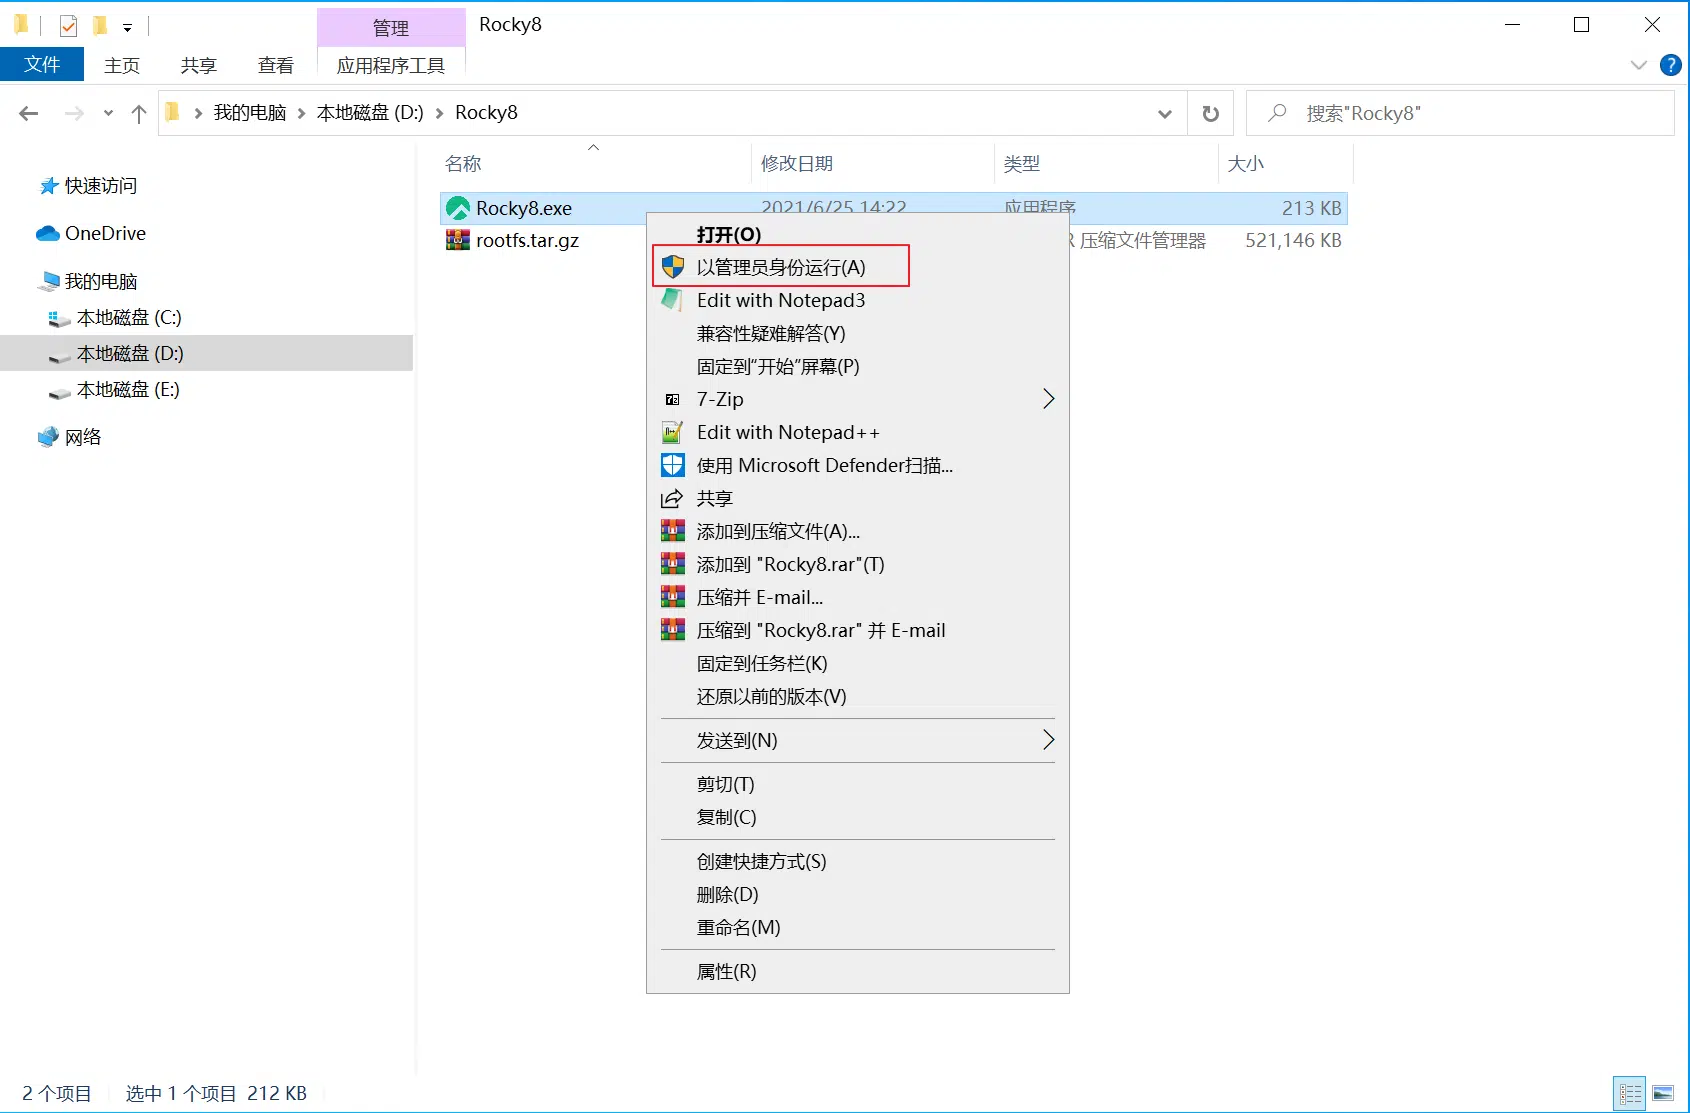 管理
Rocky8
文件
主页
共享
查看
应用程序工具
?
我的电脑
本地磁盘 (D:)
Rocky8
搜索"Rocky8"
名称
修改日期
类型
大小
快速访问
OneDrive
我的电脑
本地磁盘 (C:)
本地磁盘 (D:)
本地磁盘 (E:)
网络
Rocky8.exe
2021/6/25 14:22
应用程序
213 KB
rootfs.tar.gz
R 压缩文件管理器
521,146 KB
打开(O)
以管理员身份运行(A)
Edit with Notepad3
兼容性疑难解答(Y)
固定到“开始”屏幕(P)
7-Zip
Edit with Notepad++
使用 Microsoft Defender扫描...
共享
添加到压缩文件(A)...
添加到 "Rocky8.rar"(T)
压缩并 E-mail...
压缩到 "Rocky8.rar" 并 E-mail
固定到任务栏(K)
还原以前的版本(V)
发送到(N)
剪切(T)
复制(C)
创建快捷方式(S)
删除(D)
重命名(M)
属性(R)
2 个项目
选中 1 个项目 212 KB